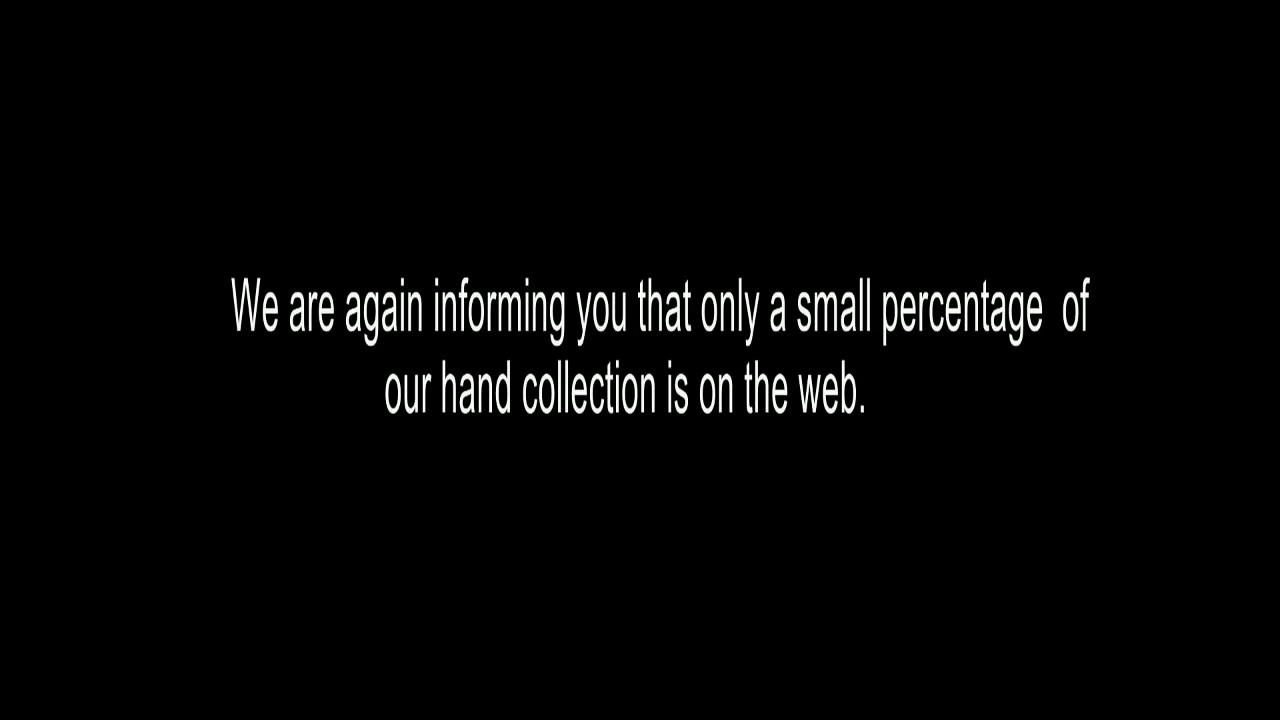 We are again informing you that only a small percentage  of
our hand collection is on the web.